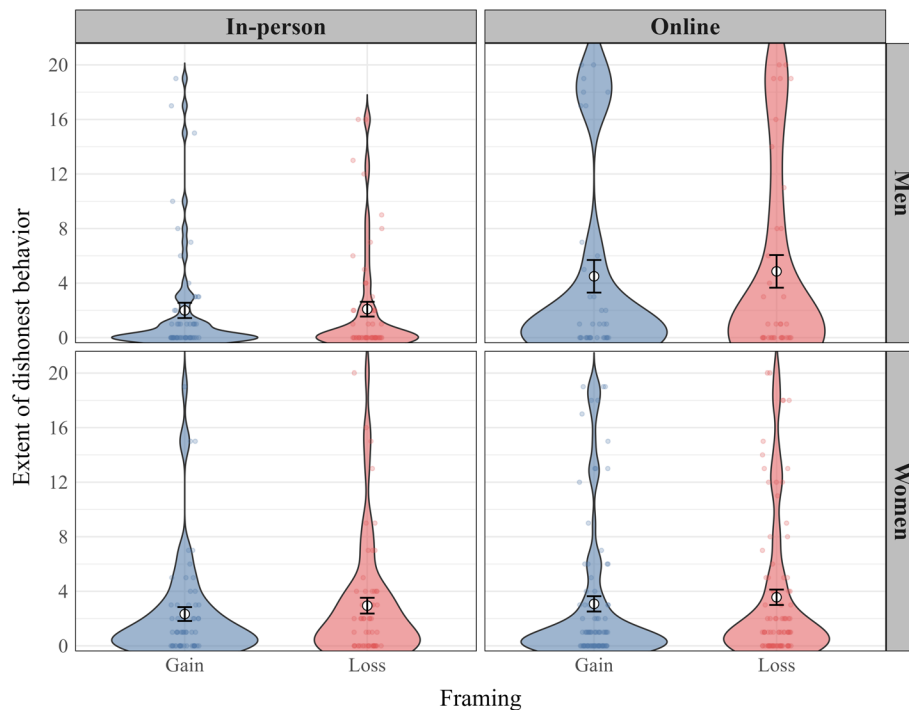 In-person
Online
20
16
12
8
4
0
Men
20
16
12
8
4
0
Women
Extent of dishonest behavior
Gain
Loss
Gain
Loss
Framing